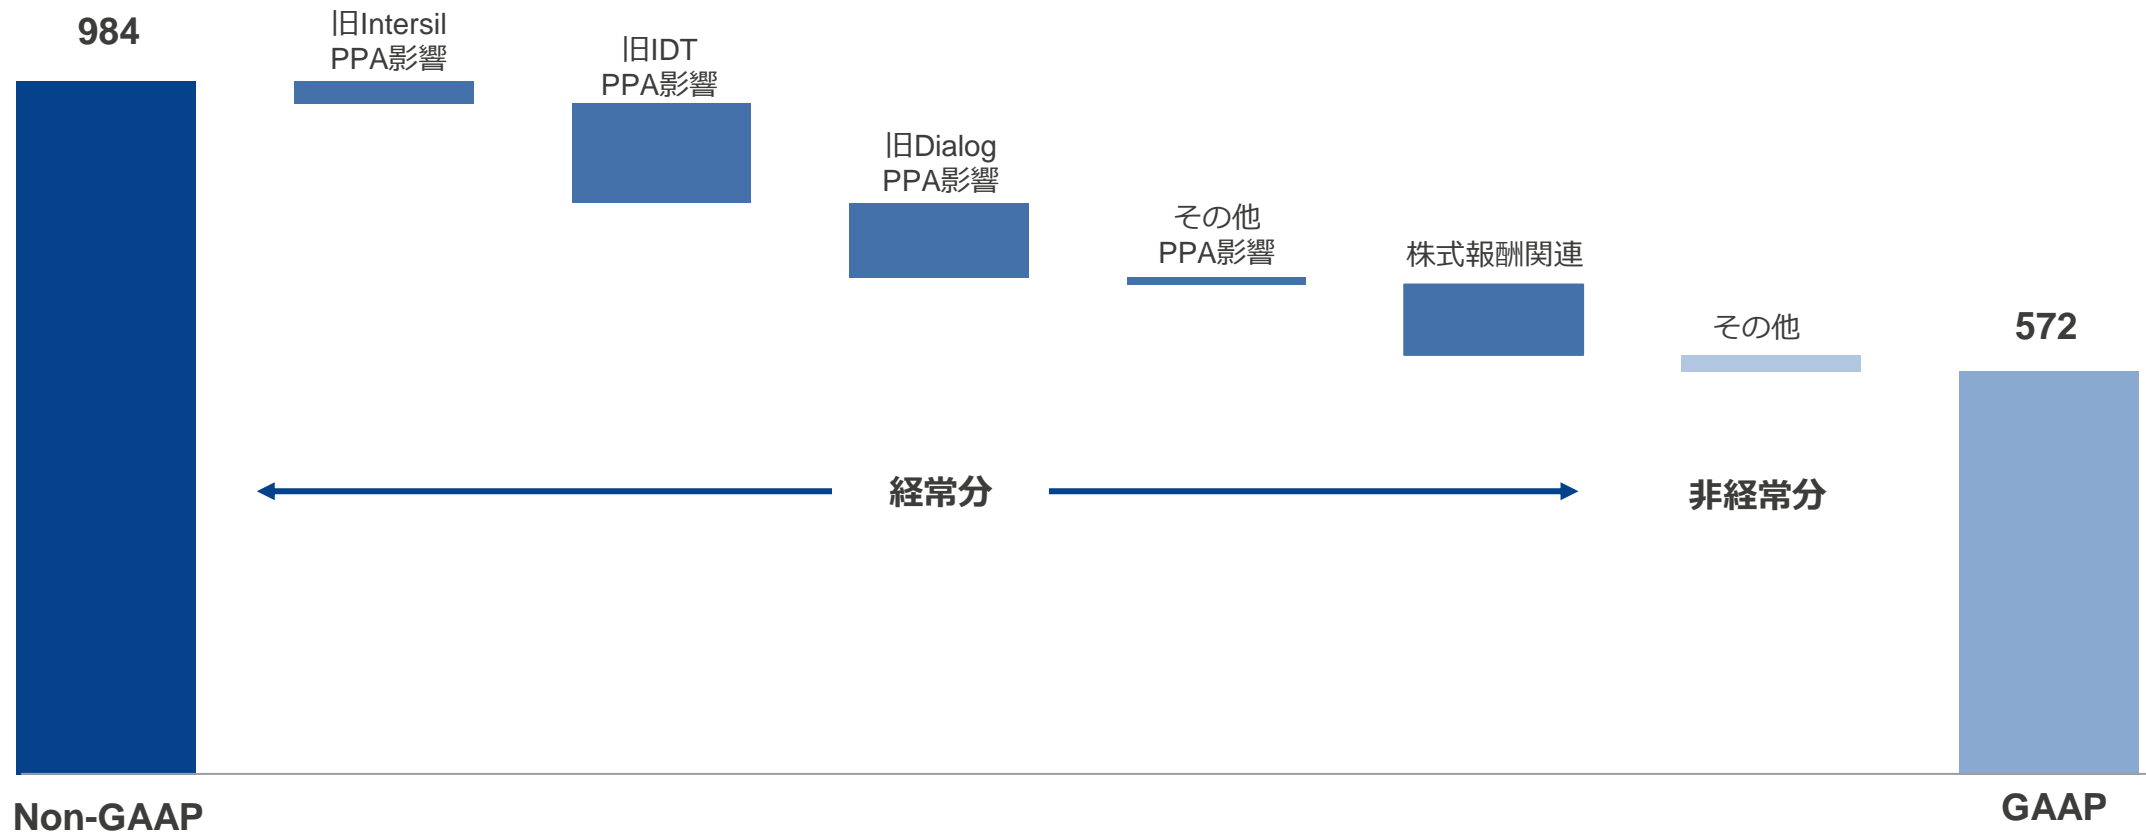 984
旧Intersil
PPA影響
旧IDT
PPA影響
旧Dialog
PPA影響
その他
PPA影響
株式報酬関連
その他
572
経常分
非経常分
Non-GAAP
GAAP